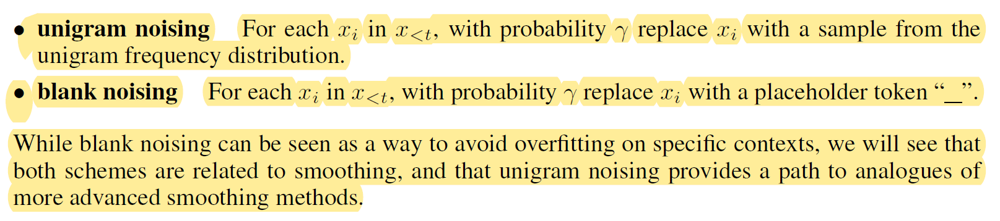 • unigram noising For each x_i in x_{<t}, with probability γ replace x_i with a sample from the
unigram frequency distribution.
• blank noising For each x_i in x_{<t}, with probability γ replace x_i with a placeholder token “_”.
While blank noising can be seen as a way to avoid overfitting on specific contexts, we will see that
both schemes are related to smoothing, and that unigram noising provides a path to analogues of
more advanced smoothing methods.